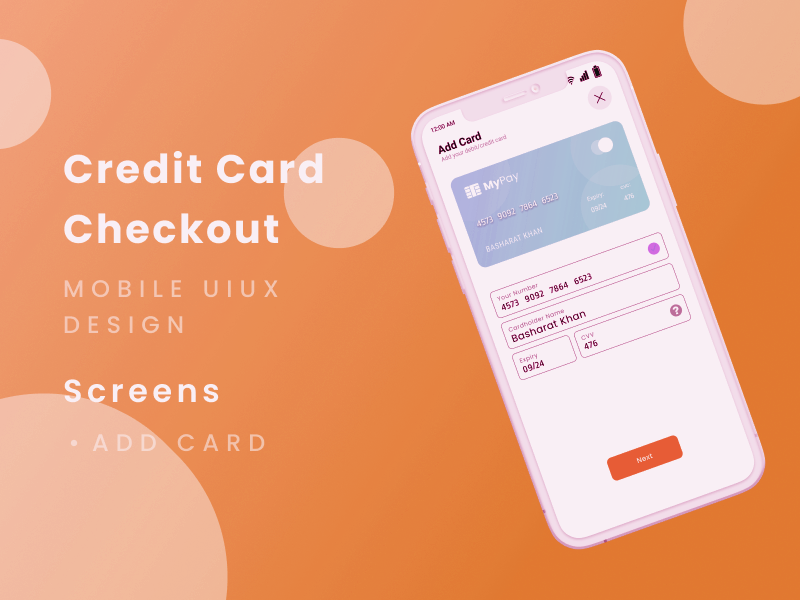 Credit Card
Checkout
MOBILE UIUX
DESIGN
Screens
• ADD CARD
12:00 AM
Add Card
Add your debit/credit card
MyPay
4573 9092 7864 6523
Expiry
09/24
CVV
476
BASHARAT KHAN
Your Number
4573 9092 7864 6523
Cardholder Name
Basharat Khan
?
Expiry
09/24
CVV
476
Next